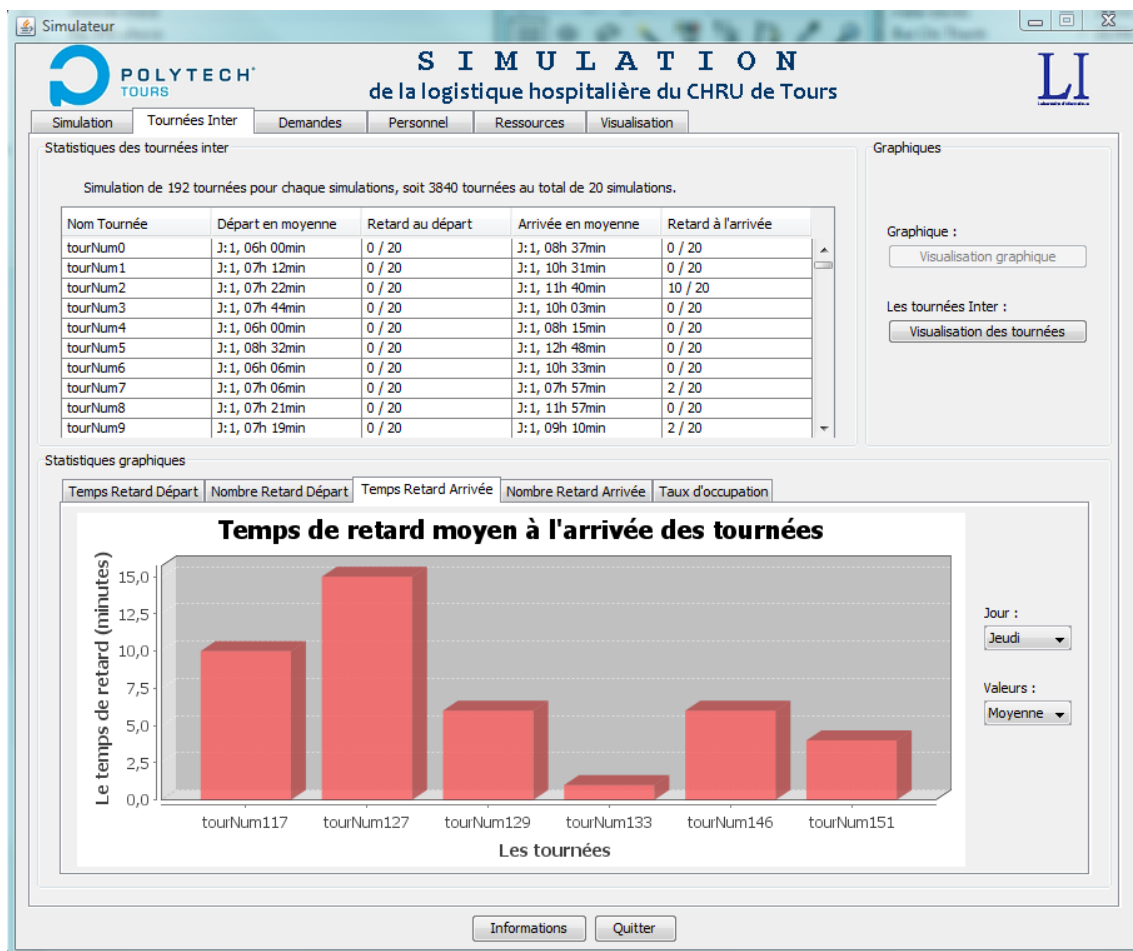 Simulateur
POLYTECH
TOURS
S I M U L A T I O N
de la logistique hospitalière du CHRU de Tours
LI
Simulation Tournées Inter Demandes Personnel Ressources Visualisation
Statistiques des tournées inter
Simulation de 192 tournées pour chaque simulations, soit 3840 tournées au total de 20 simulations.
Nom Tournée Départ en moyenne Retard au départ Arrivée en moyenne Retard à l'arrivée
tourNum0 J:1, 06h 00min 0 / 20 J:1, 08h 37min 0 / 20
tourNum1 J:1, 07h 12min 0 / 20 J:1, 10h 31min 0 / 20
tourNum2 J:1, 07h 22min 0 / 20 J:1, 11h 40min 10 / 20
tourNum3 J:1, 07h 44min 0 / 20 J:1, 10h 03min 0 / 20
tourNum4 J:1, 06h 00min 0 / 20 J:1, 08h 15min 0 / 20
tourNum5 J:1, 08h 32min 0 / 20 J:1, 12h 48min 0 / 20
tourNum6 J:1, 06h 06min 0 / 20 J:1, 10h 33min 0 / 20
tourNum7 J:1, 07h 06min 0 / 20 J:1, 07h 57min 2 / 20
tourNum8 J:1, 07h 21min 0 / 20 J:1, 11h 57min 0 / 20
tourNum9 J:1, 07h 19min 0 / 20 J:1, 09h 10min 2 / 20
Graphiques
Graphique :
Visualisation graphique
Les tournées Inter :
Visualisation des tournées
Statistiques graphiques
Temps Retard Départ Nombre Retard Départ Temps Retard Arrivée Nombre Retard Arrivée Taux d'occupation
Temps de retard moyen à l'arrivée des tournées
Le temps de retard (minutes)
15,0
12,5
10,0
7,5
5,0
2,5
0,0
tourNum117 tourNum127 tourNum129 tourNum133 tourNum146 tourNum151
Les tournées
Jour :
Jeudi
Valeurs :
Moyenne
Informations Quitter